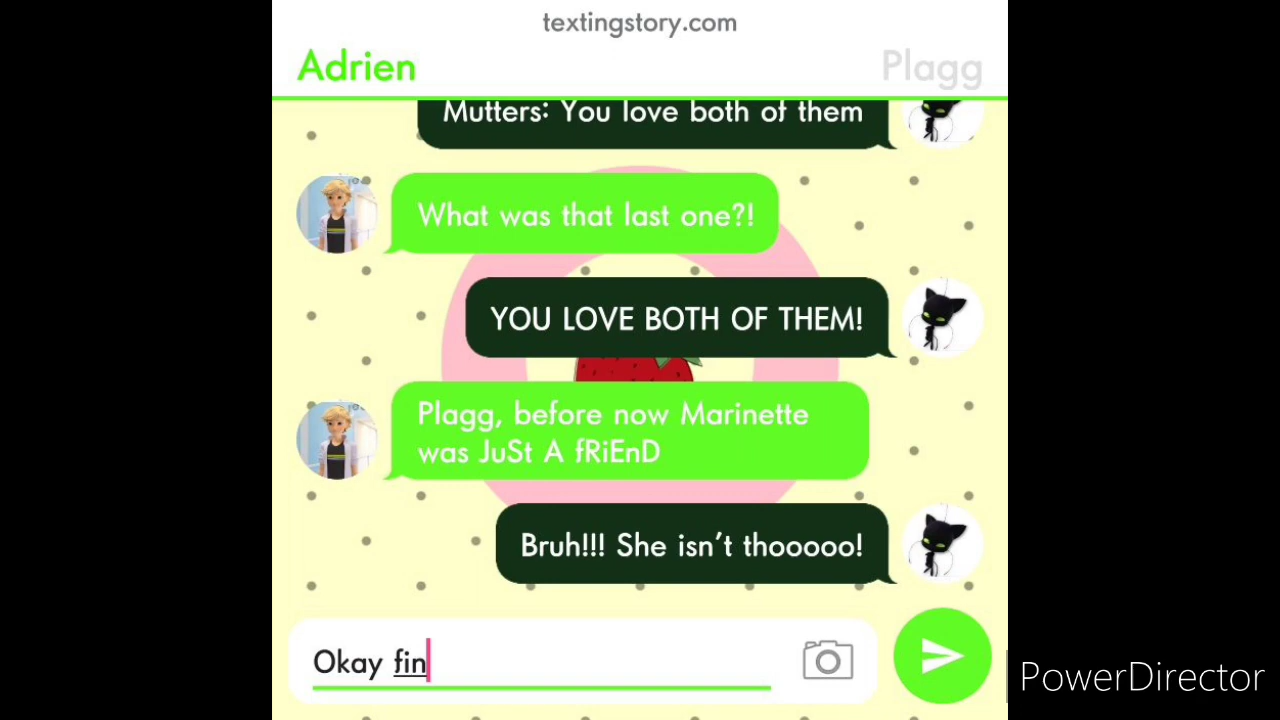 textingstory.com
Adrien
Plagg
Mutters: You love both of them
What was that last one?!
YOU LOVE BOTH OF THEM!
Plagg, before now Marinette
was JuSt A fRiEnD
Bruh!!! She isn't thooooo!
Okay fin
PowerDirector